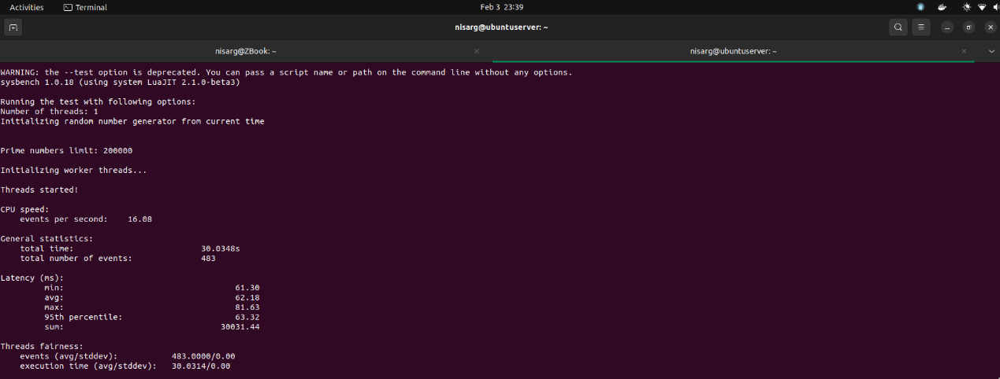 Activities Terminal Feb 3 23:39
nisarg@ubuntuserver: ~
nisarg@ZBook: ~ nisarg@ubuntuserver: ~
WARNING: the --test option is deprecated. You can pass a script name or path on the command line without any options.
sysbench 1.0.18 (using system LuaJIT 2.1.0-beta3)
Running the test with following options:
Number of threads: 1
Initializing random number generator from current time
Prime numbers limit: 200000
Initializing worker threads...
Threads started!
CPU speed:
events per second: 16.08
General statistics:
total time: 30.0348s
total number of events: 483
Latency (ms):
min: 61.30
avg: 62.18
max: 81.63
95th percentile: 63.32
sum: 30031.44
Threads fairness:
events (avg/stddev): 483.0000/0.00
execution time (avg/stddev): 30.0314/0.00